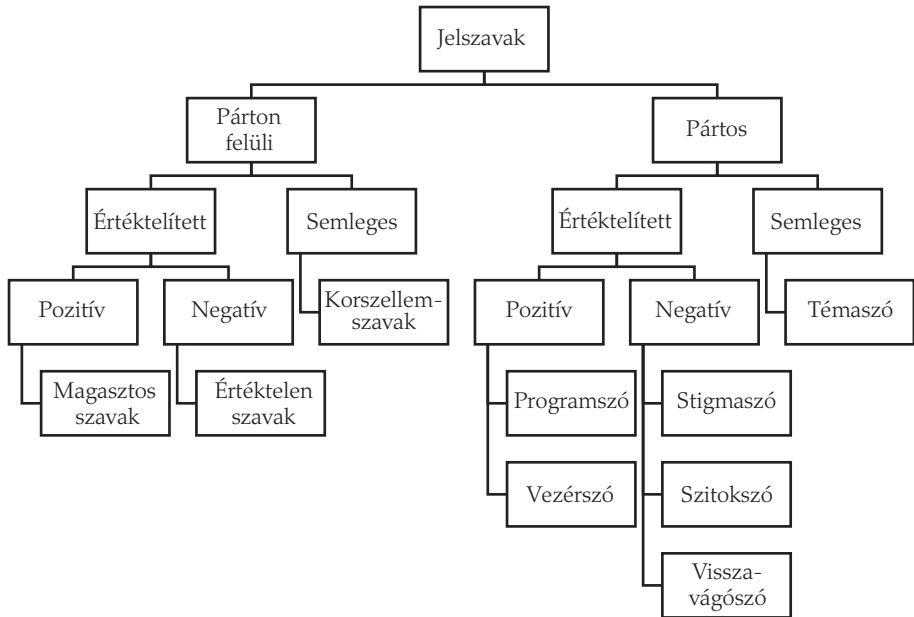 Jelszavak
Párton
felüli
Pártos
Értéktelített
Semleges
Értéktelített
Semleges
Pozitív
Negatív
Korszellem-
szavak
Pozitív
Negatív
Témaszó
Magasztos
szavak
Értéktelen
szavak
Programszó
Stigmaszó
Vezérszó
Szitokszó
Vissza-
vágószó